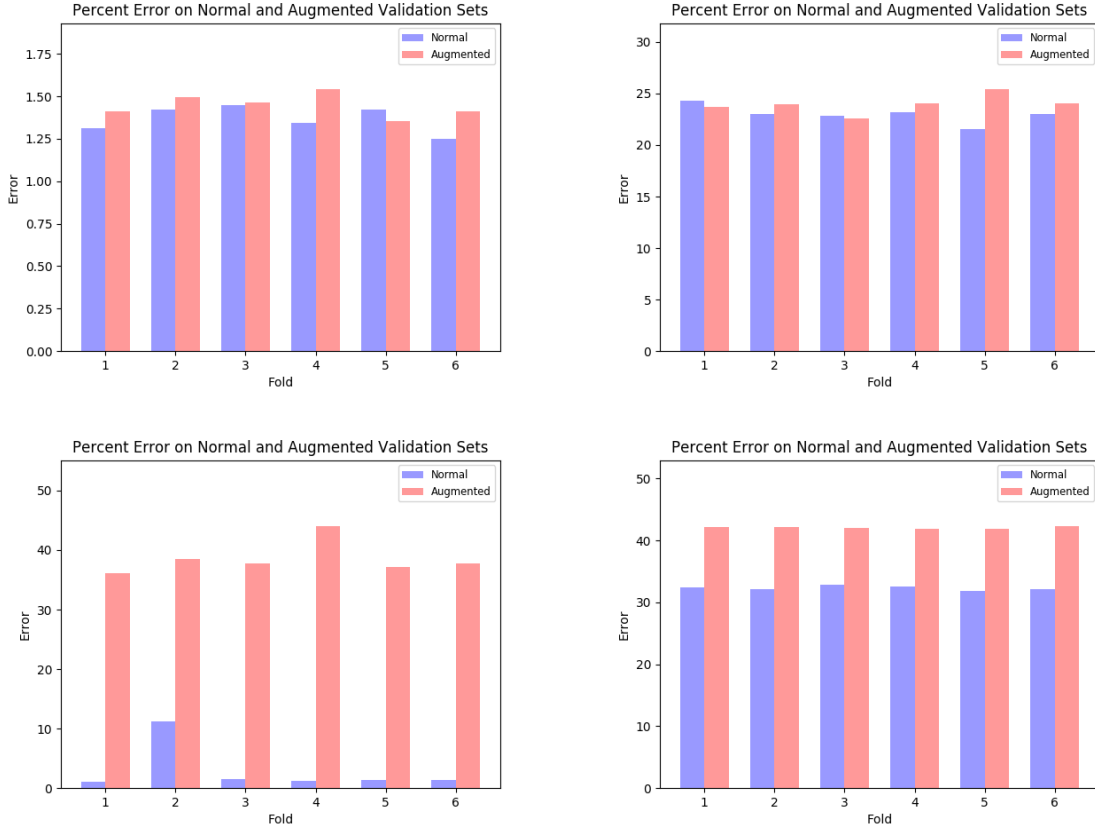 Percent Error on Normal and Augmented Validation Sets
Normal
Augmented
1.75
1.50
1.25
1.00
0.75
0.50
0.25
0.00
Error
1 2 3 4 5 6
Fold
Percent Error on Normal and Augmented Validation Sets
Normal
Augmented
30
25
20
15
10
5
0
Error
1 2 3 4 5 6
Fold
Percent Error on Normal and Augmented Validation Sets
Normal
Augmented
50
40
30
20
10
0
Error
1 2 3 4 5 6
Fold
Percent Error on Normal and Augmented Validation Sets
Normal
Augmented
50
40
30
20
10
0
Error
1 2 3 4 5 6
Fold